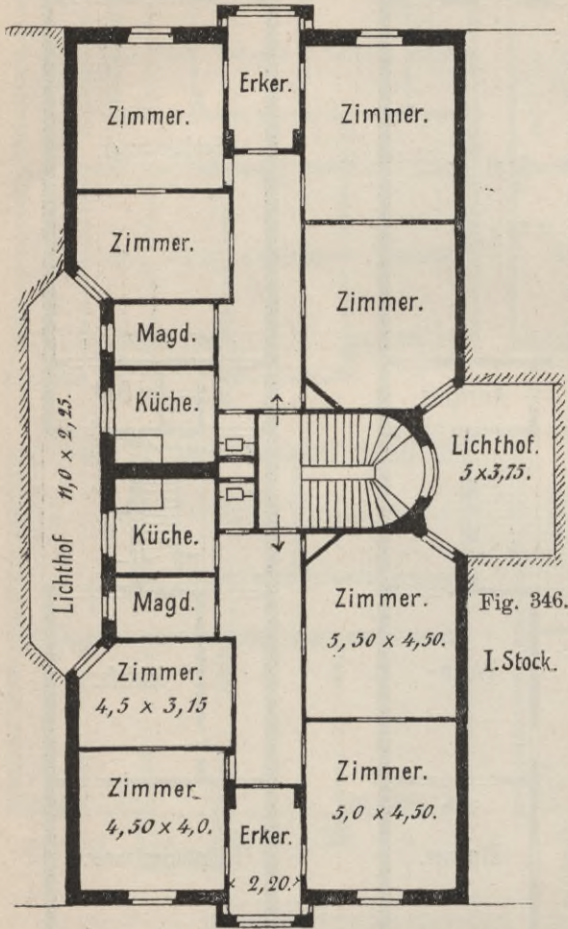 Erker.
Zimmer.
Zimmer.
Zimmer.
Zimmer.
Magd.
Küche.
Lichthof 11,0 x 2,25.
Lichthof.
5 x 3,75.
Küche.
Magd.
Zimmer.
5,30 x 4,50.
Fig. 346.
I. Stock.
Zimmer.
4,5 x 3,15
Zimmer
4,50 x 4,0.
Zimmer.
5,0 x 4,50.
Erker.
2,20.